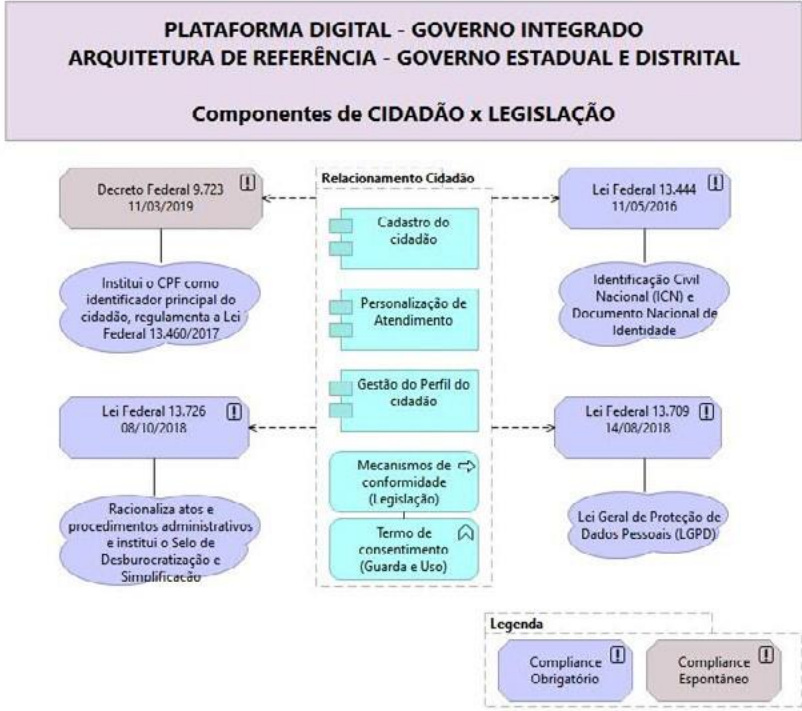 PLATAFORMA DIGITAL - GOVERNO INTEGRADO
ARQUITETURA DE REFERÊNCIA - GOVERNO ESTADUAL E DISTRITAL
Componentes de CIDADÃO x LEGISLAÇÃO
Decreto Federal 9.723
11/03/2019
Institui o CPF como
identificador principal do
cidadão, regulamenta a Lei
Federal 13.460/2017
Lei Federal 13.726
08/10/2018
Racionaliza atos e
procedimentos administrativos
e institui o Selo de
Desburocratização e
Simplificação
Relacionamento Cidadão
Cadastro do
cidadão
Personalização de
Atendimento
Gestão do Perfil do
cidadão
Mecanismos de
conformidade
(Legislação)
Termo de
consentimento
(Guarda e Uso)
Lei Federal 13.444
11/05/2016
Identificação Civil
Nacional (ICN) e
Documento Nacional de
Identidade
Lei Federal 13.709
14/08/2018
Lei Geral de Proteção de
Dados Pessoais (LGPD)
Legenda
Compliance
Obrigatório
Compliance
Espontâneo